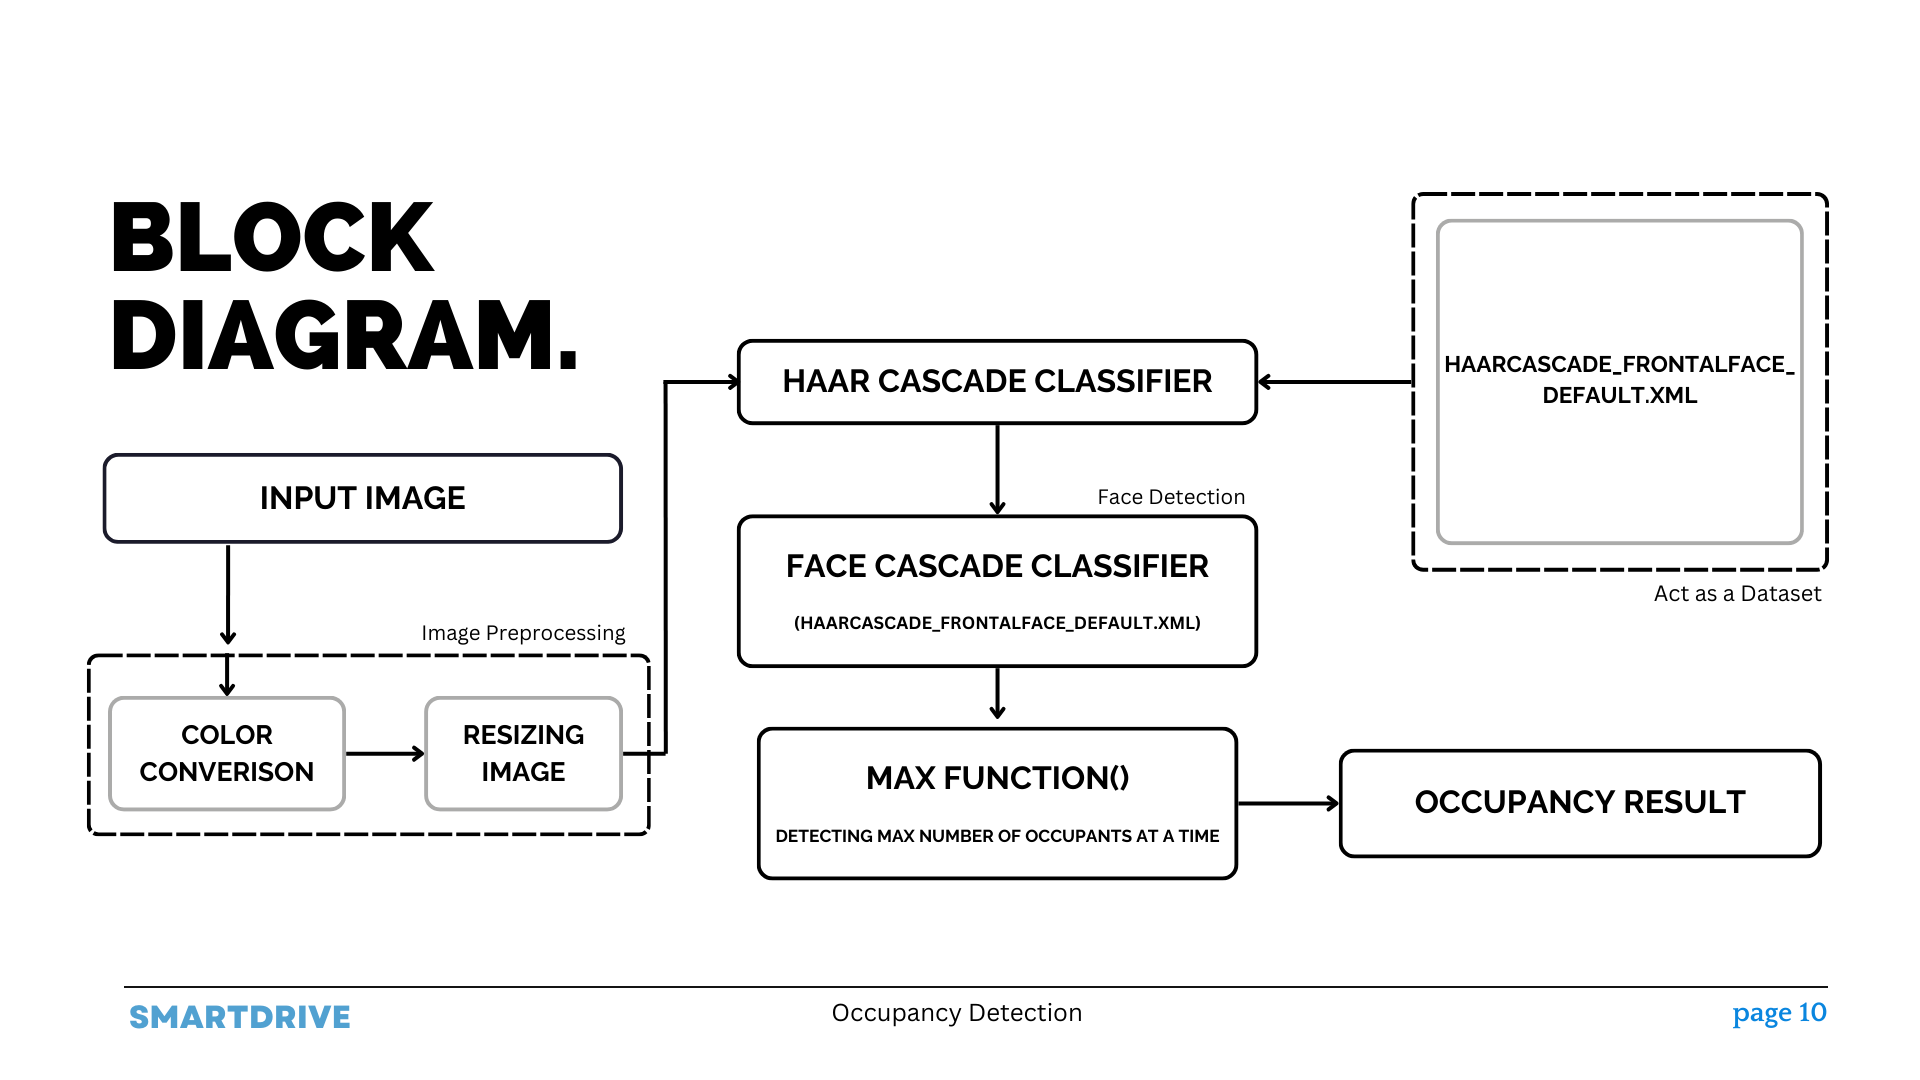 BLOCK
DIAGRAM.
INPUT IMAGE
Image Preprocessing
COLOR
CONVERISON
RESIZING
IMAGE
HAAR CASCADE CLASSIFIER
HAARCASCADE_FRONTALFACE_
DEFAULT.XML
Act as a Dataset
Face Detection
FACE CASCADE CLASSIFIER
(HAARCASCADE_FRONTALFACE_DEFAULT.XML)
MAX FUNCTION()
DETECTING MAX NUMBER OF OCCUPANTS AT A TIME
OCCUPANCY RESULT
SMARTDRIVE
Occupancy Detection
page 10